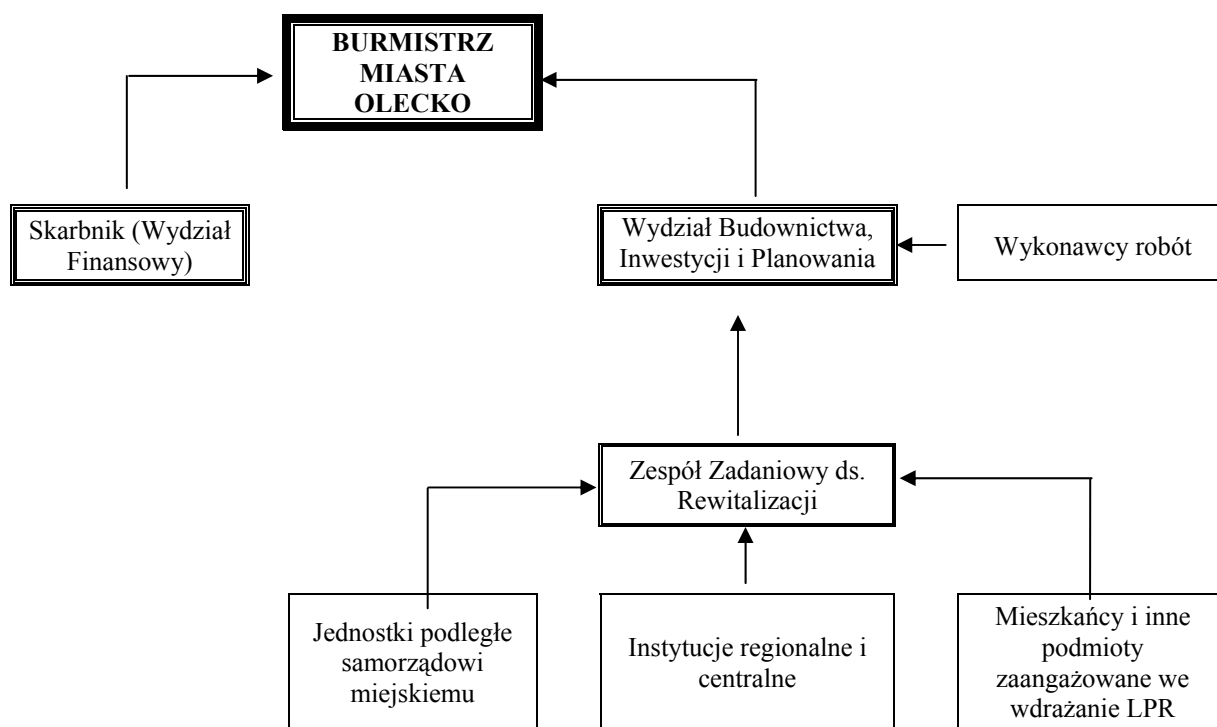 BURMISTRZ
MIASTA
OLECKO
Skarbnik (Wydział
Finansowy)
Wydział Budownictwa,
Inwestycji i Planowania
Wykonawcy robót
Zespół Zadaniowy ds.
Rewitalizacji
Jednostki podległe
samorządowi
miejskiemu
Instytucje regionalne i
centralne
Mieszkańcy i inne
podmioty
zaangażowane we
wdrażanie LPR